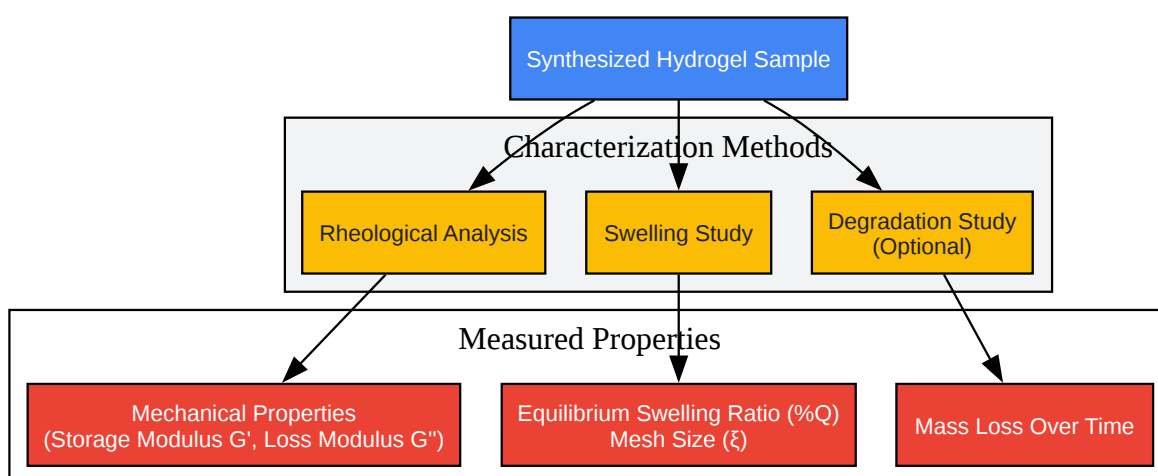 Synthesized Hydrogel Sample
Characterization Methods
Rheological Analysis
Swelling Study
Degradation Study
(Optional)
Measured Properties
Mechanical Properties
(Storage Modulus G', Loss Modulus G'')
Equilibrium Swelling Ratio (%Q)
Mesh Size (ξ)
Mass Loss Over Time